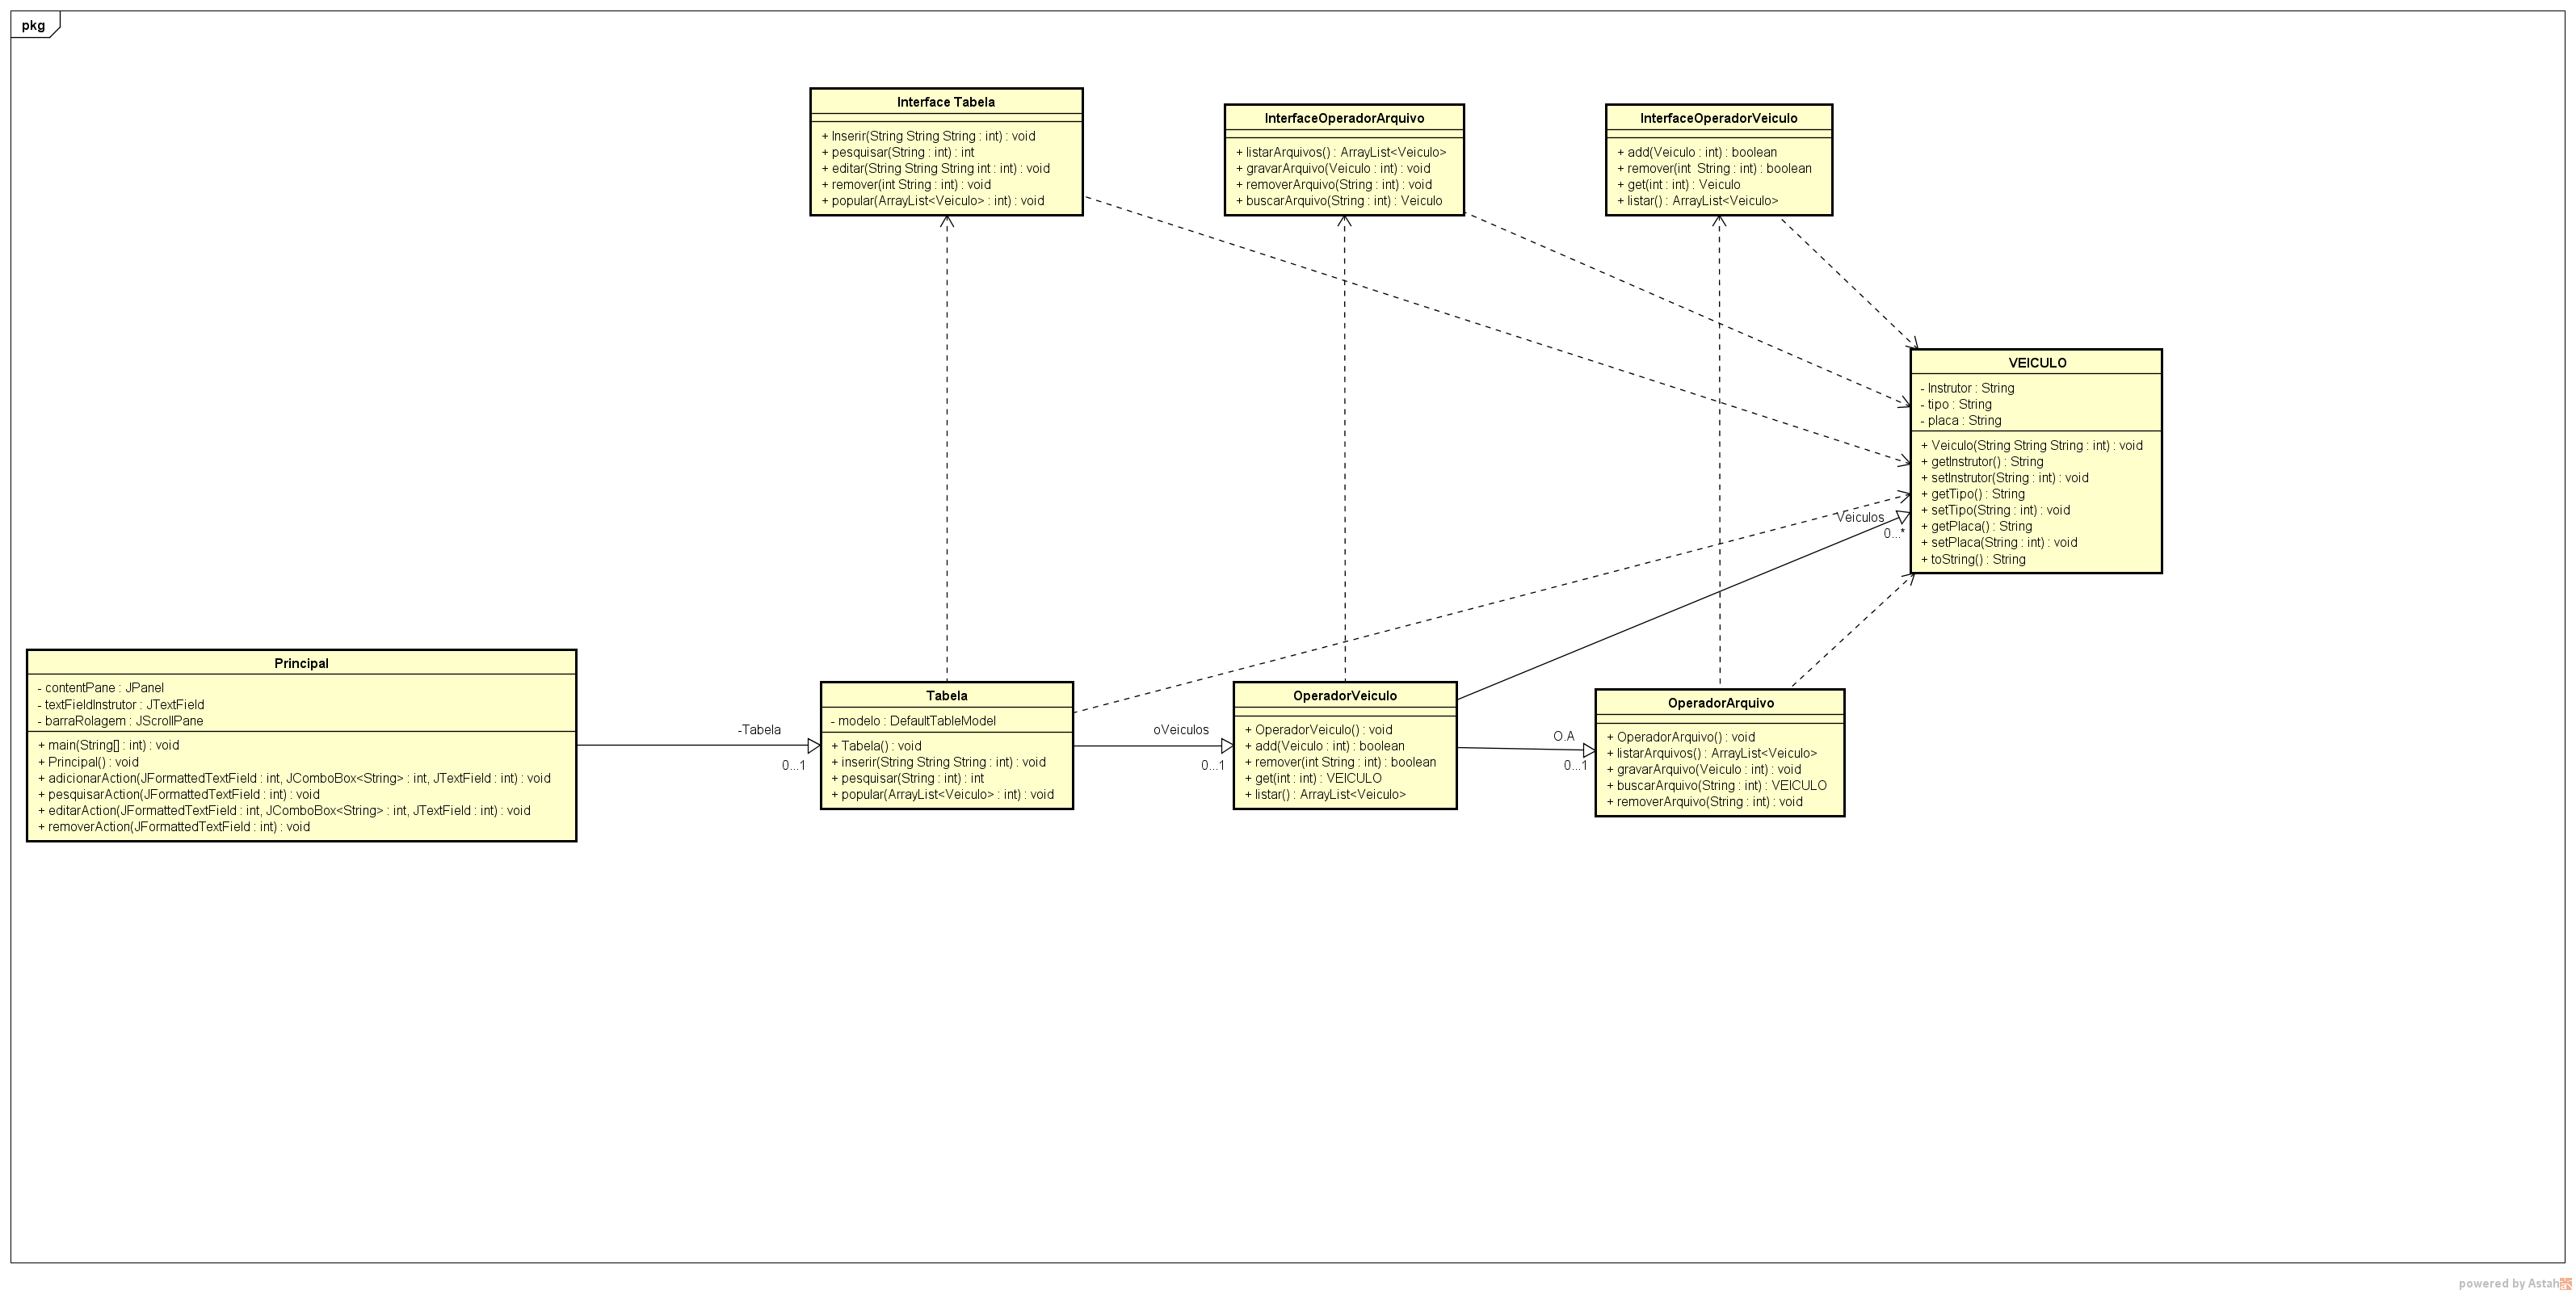 pkg
Interface Tabela
+ Inserir(String String String : int) : void
+ pesquisar(String : int) : int
+ editar(String String String int : int) : void
+ remover(int String : int) : void
+ popular(ArrayList<Veiculo> : int) : void
InterfaceOperadorArquivo
+ listarArquivos() : ArrayList<Veiculo>
+ gravarArquivo(Veiculo : int) : void
+ removerArquivo(String : int) : void
+ buscarArquivo(String : int) : Veiculo
InterfaceOperadorVeiculo
+ add(Veiculo : int) : boolean
+ remover(int  String : int) : boolean
+ get(int : int) : Veiculo
+ listar() : ArrayList<Veiculo>
VEICULO
- Instrutor : String
- tipo : String
- placa : String
+ Veiculo(String String String : int) : void
+ getInstrutor() : String
+ setInstrutor(String : int) : void
+ getTipo() : String
+ setTipo(String : int) : void
+ getPlaca() : String
+ setPlaca(String : int) : void
+ toString() : String
Veiculos
0...*
Principal
- contentPane : JPanel
- textFieldInstrutor : JTextField
- barraRolagem : JScrollPane
+ main(String[] : int) : void
+ Principal() : void
+ adicionarAction(JFormattedTextField : int, JComboBox<String> : int, JTextField : int) : void
+ pesquisarAction(JFormattedTextField : int) : void
+ editarAction(JFormattedTextField : int, JComboBox<String> : int, JTextField : int) : void
+ removerAction(JFormattedTextField : int) : void
-Tabela
0...1
Tabela
- modelo : DefaultTableModel
+ Tabela() : void
+ inserir(String String String : int) : void
+ pesquisar(String : int) : int
+ popular(ArrayList<Veiculo> : int) : void
oVeiculos
0...1
OperadorVeiculo
+ OperadorVeiculo() : void
+ add(Veiculo : int) : boolean
+ remover(int String : int) : boolean
+ get(int : int) : VEICULO
+ listar() : ArrayList<Veiculo>
O.A
0...1
OperadorArquivo
+ OperadorArquivo() : void
+ listarArquivos() : ArrayList<Veiculo>
+ gravarArquivo(Veiculo : int) : void
+ buscarArquivo(String : int) : VEICULO
+ removerArquivo(String : int) : void
powered by Astah